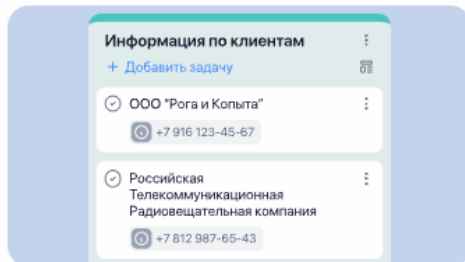 Информация по клиентам
+ Добавить задачу
ООО "Рога и Копыта"
+7 916 123-45-67
Российская
Телекоммуникационная
Радиовещательная компания
+7 812 987-65-43